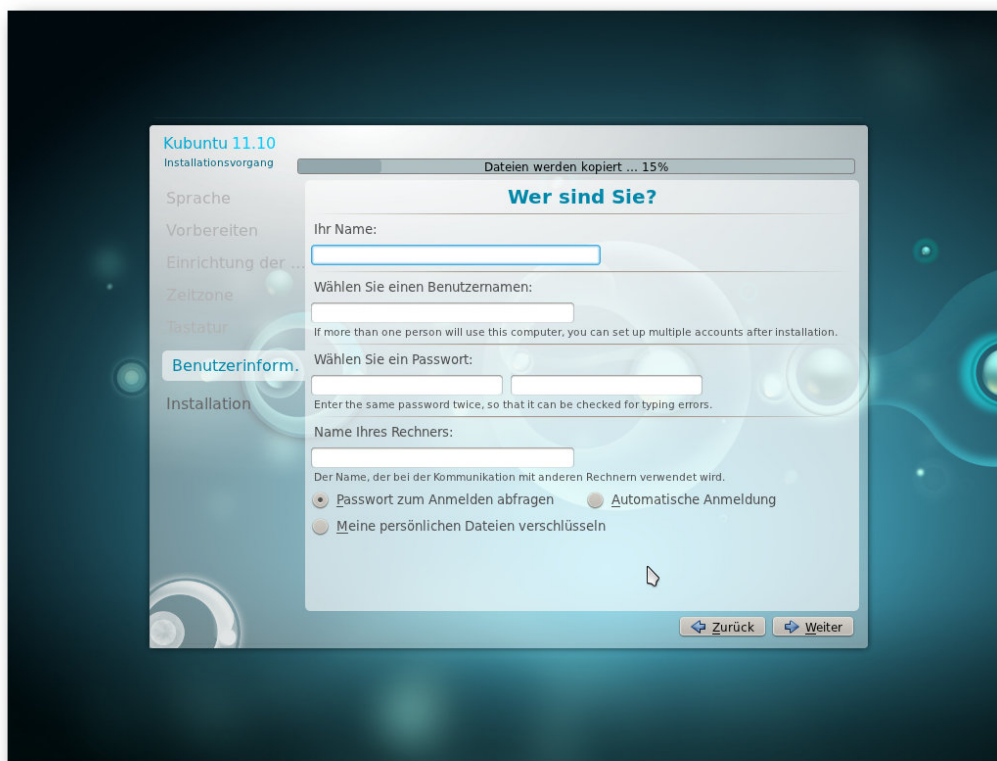 Kubuntu 11.10
Installationsvorgang
Dateien werden kopiert ... 15%
Sprache
Vorbereiten
Einrichtung der ...
Zeitzone
Tastatur
Benutzerinform.
Installation
Wer sind Sie?
Ihr Name:
Wählen Sie einen Benutzernamen:
If more than one person will use this computer, you can set up multiple accounts after installation.
Wählen Sie ein Passwort:
Enter the same password twice, so that it can be checked for typing errors.
Name Ihres Rechners:
Der Name, der bei der Kommunikation mit anderen Rechnern verwendet wird.
Passwort zum Anmelden abfragen Automatische Anmeldung
Meine persönlichen Dateien verschlüsseln
Zurück Weiter